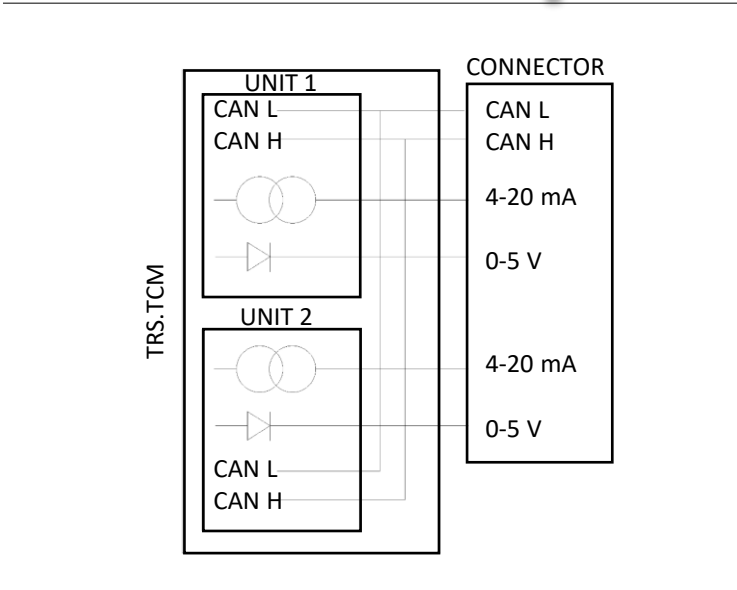 CONNECTOR
UNIT 1
CAN L
CAN H
CAN L
CAN H
4-20 mA
0-5 V
TRS.TCM
UNIT 2
4-20 mA
0-5 V
CAN L
CAN H